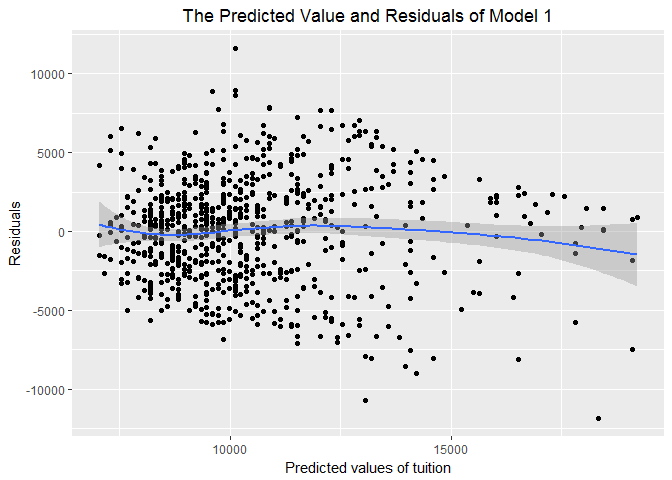 The Predicted Value and Residuals of Model 1
10000
5000
0
-5000
-10000
Residuals
10000
15000
Predicted values of tuition